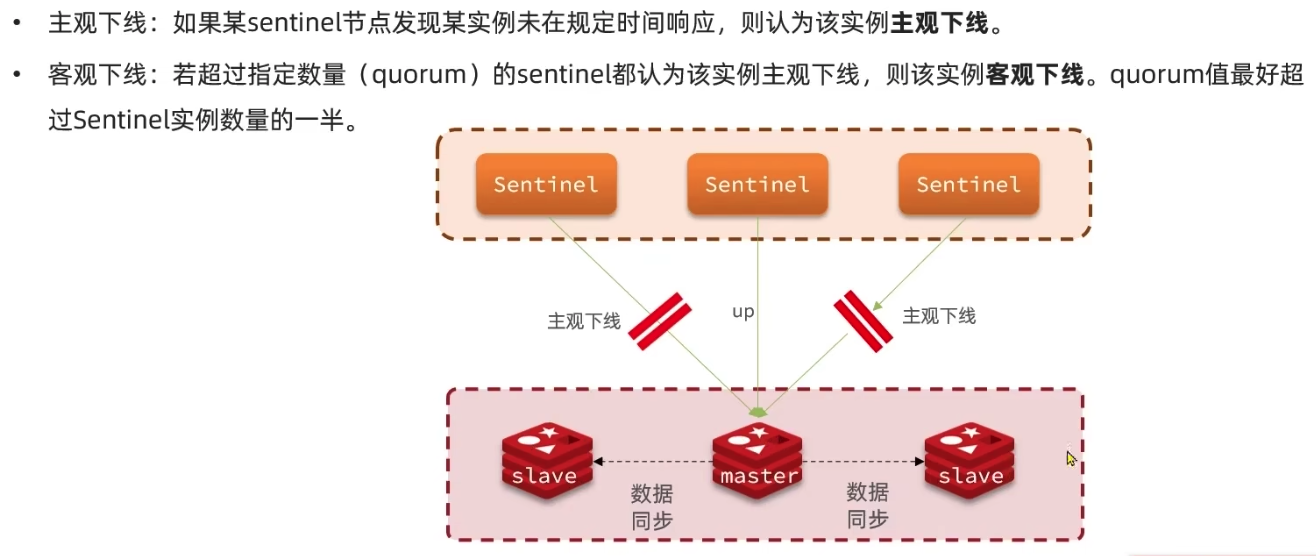 • 主观下线：如果某sentinel节点发现某实例未在规定时间响应，则认为该实例主观下线。
• 客观下线：若超过指定数量（quorum）的sentinel都认为该实例主观下线，则该实例客观下线。quorum值最好超
过Sentinel实例数量的一半。
Sentinel
Sentinel
Sentinel
主观下线
up
主观下线
slave
master
slave
数据
同步
数据
同步